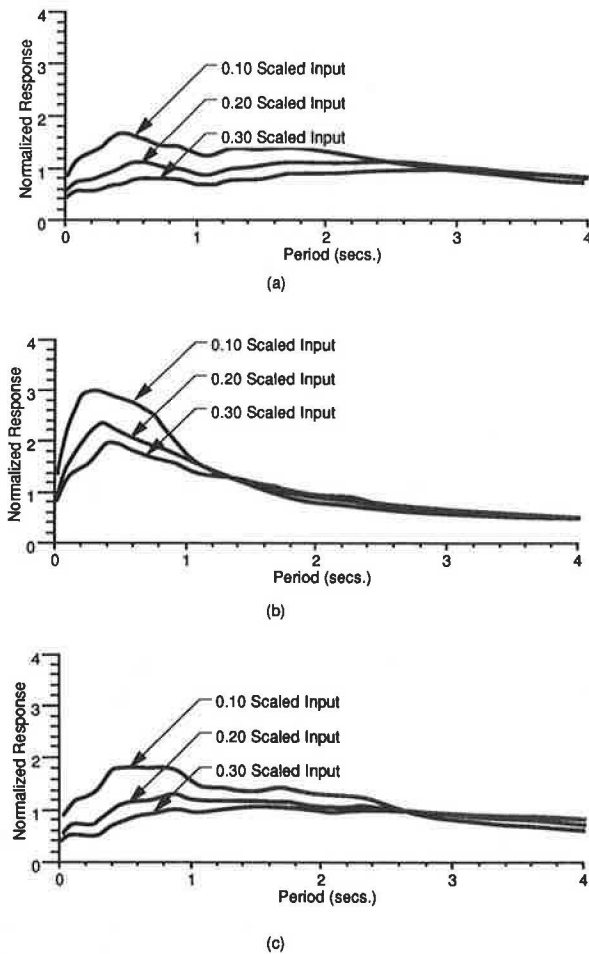 4
3
2
1
0
Normalized Response
0.10 Scaled Input
0.20 Scaled Input
0.30 Scaled Input
0 1 2 3 4
Period (secs.)
(a)
4
3
2
1
0
Normalized Response
0.10 Scaled Input
0.20 Scaled Input
0.30 Scaled Input
0 1 2 3 4
Period (secs.)
(b)
4
3
2
1
0
Normalized Response
0.10 Scaled Input
0.20 Scaled Input
0.30 Scaled Input
0 1 2 3 4
Period (secs.)
(c)